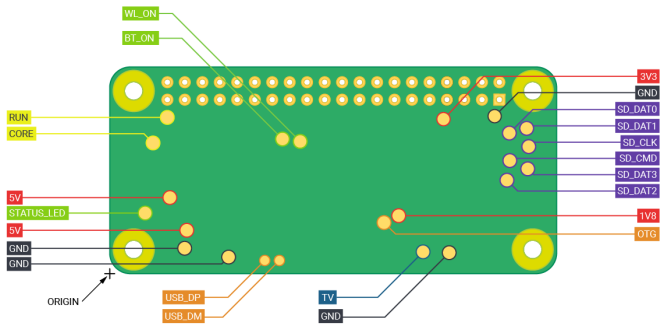 WL_ON
BT_ON
3V3
GND
SD_DAT0
RUN
SD_DAT1
CORE
SD_CLK
SD_CMD
SD_DAT3
SD_DAT2
5V
STATUS_LED
1V8
5V
OTG
GND
GND
ORIGIN
USB_DP
TV
USB_DM
GND